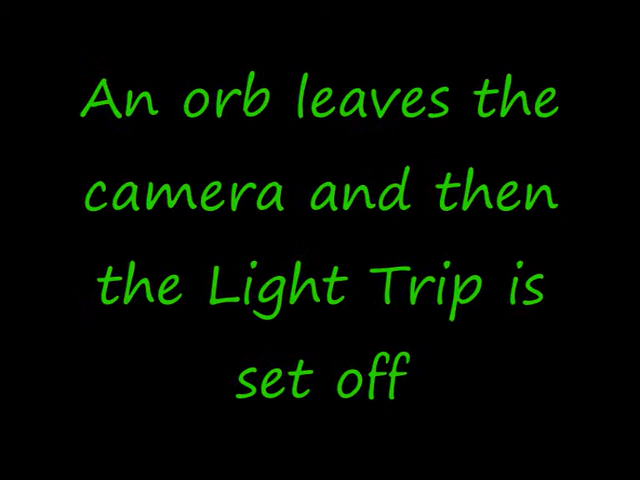 An orb leaves the
camera and then
the Light Trip is
set off